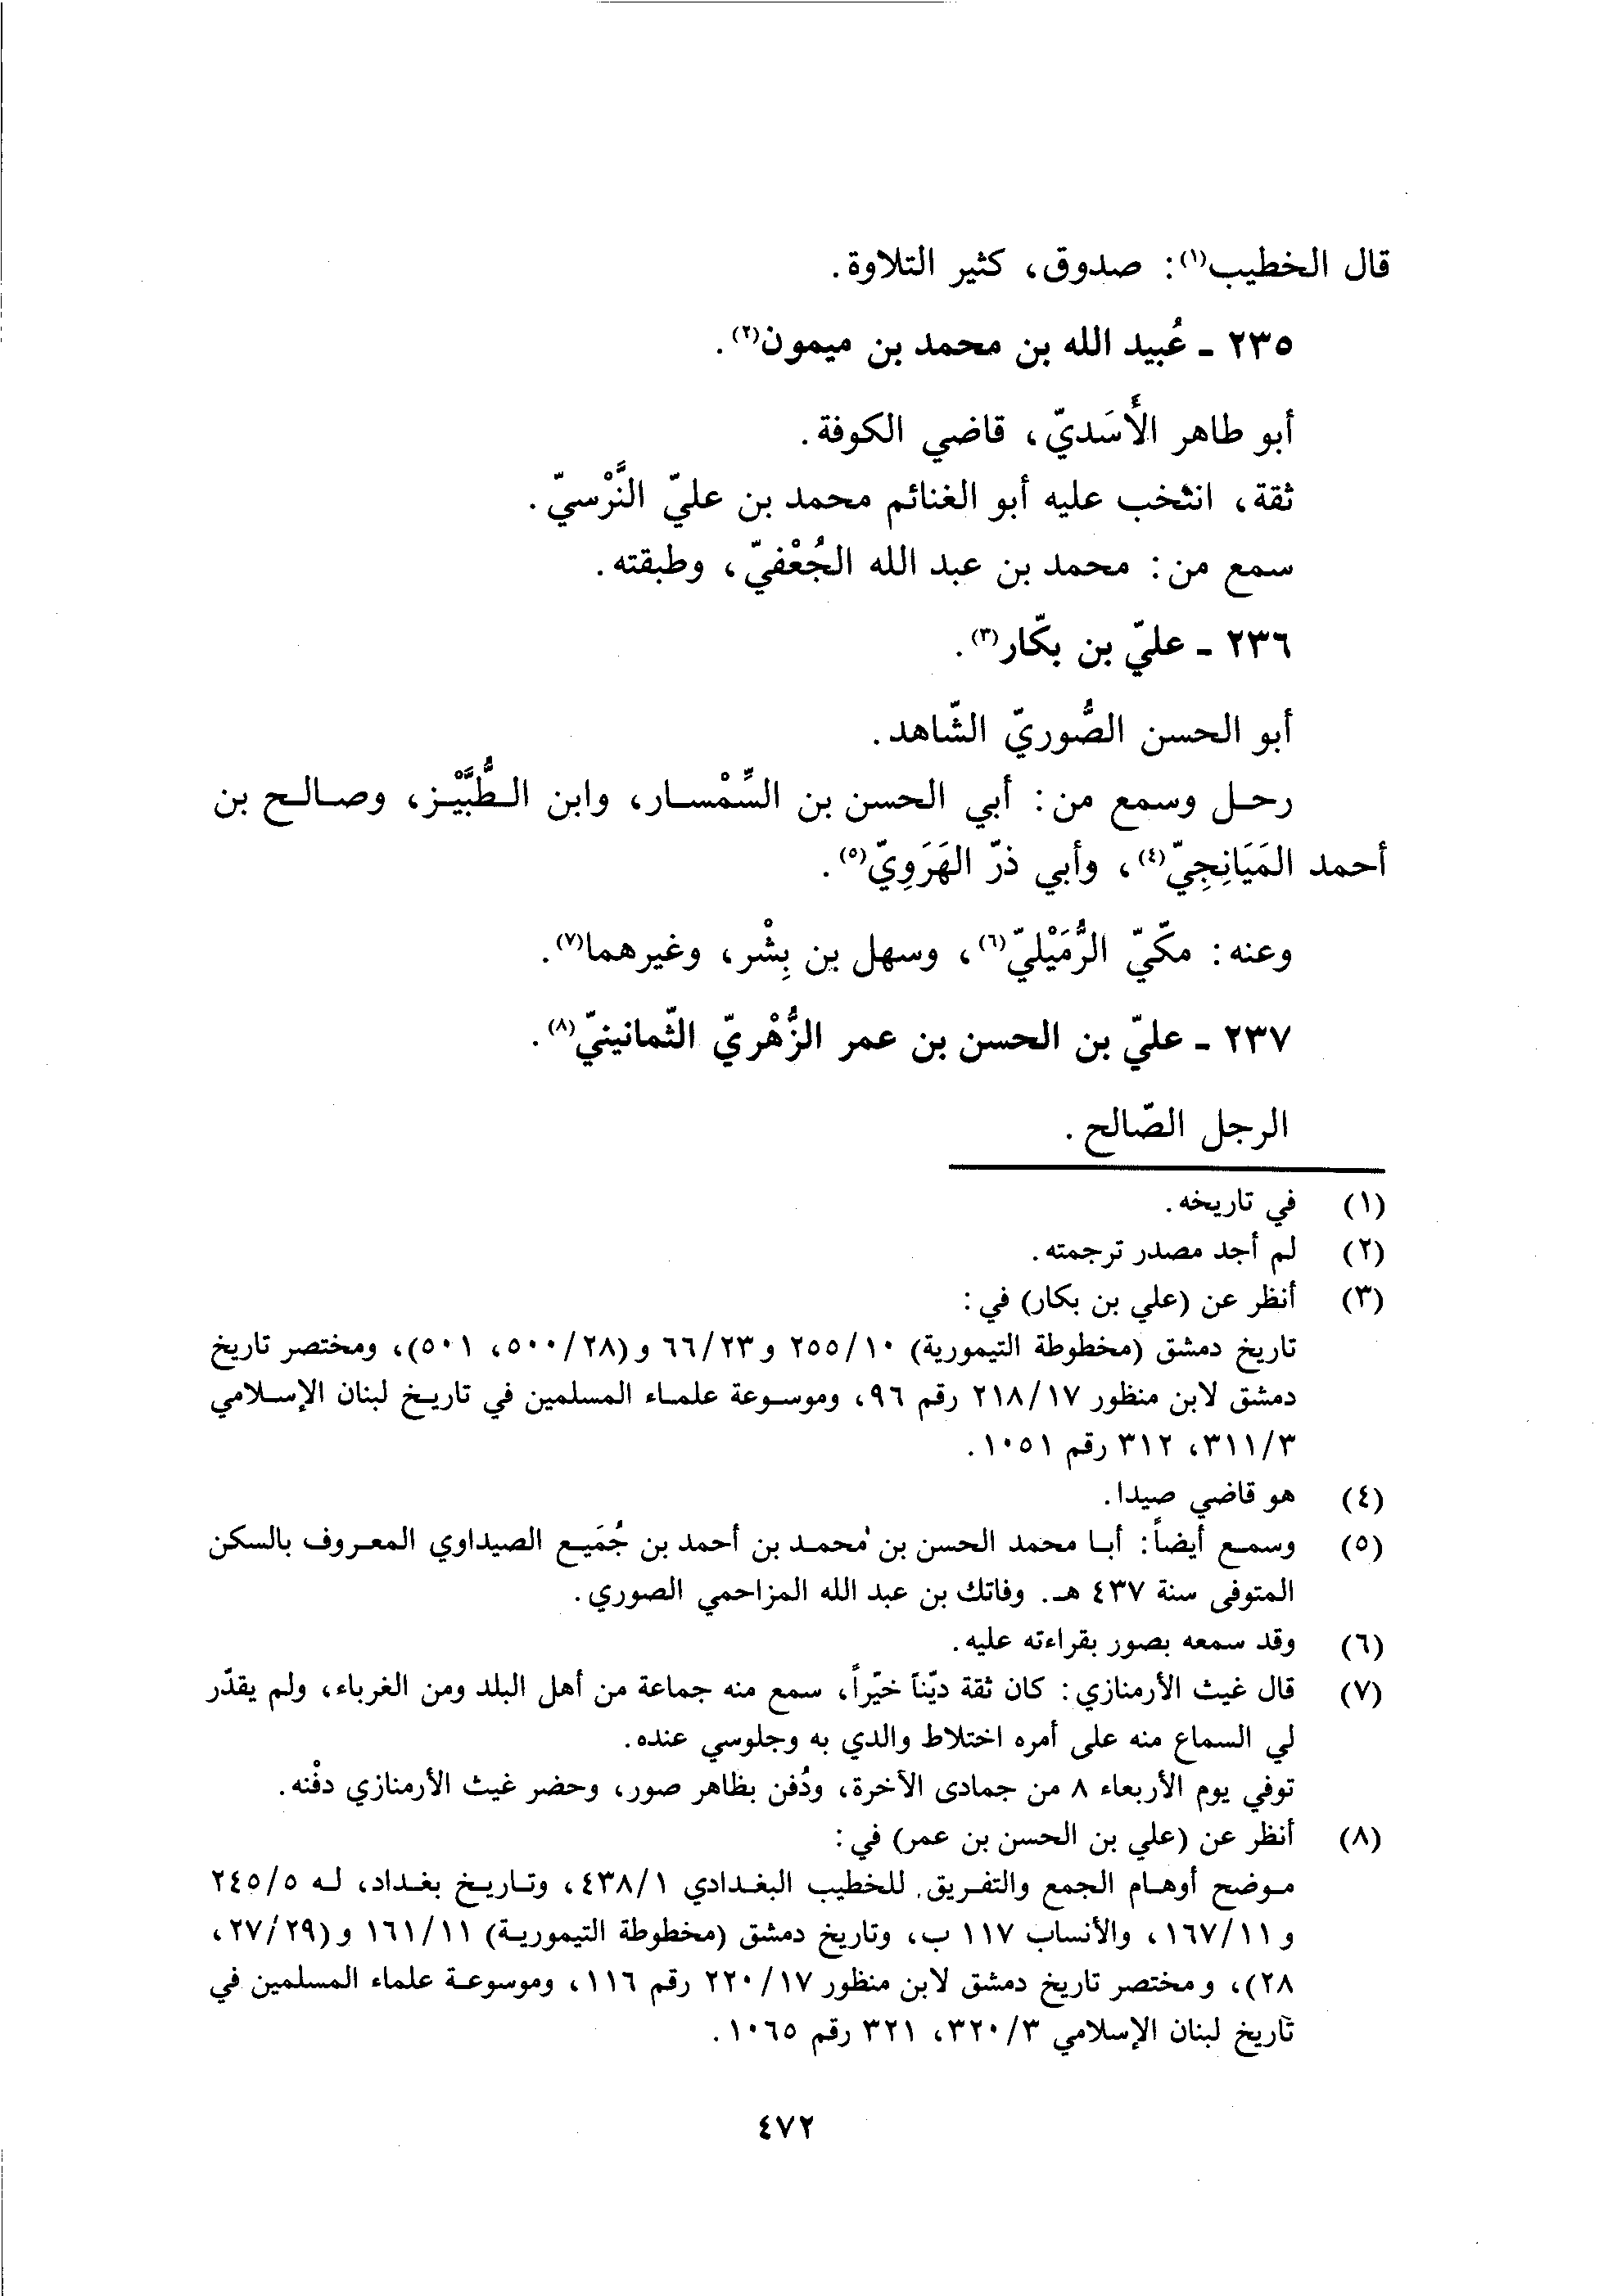 قال الخطيب(١): صدوق، كثير التلاوة.
٢٣٥ - عُبيد الله بن محمد بن ميمون(٢).
أبو طاهر الأَسَديّ، قاضي الكوفة.
ثقة، انتُخب عليه أبو الغنائم محمد بن عليّ النَّرْسيّ.
سمع من: محمد بن عبد الله الجُعْفيّ، وطبقته.
٢٣٦ - عليّ بن بكّار(٣).
أبو الحسن الصُّوريّ الشّاهد.
رحل وسمع من: أبي الحسن بن السِّمْسار، وابن الطُّبَيْز، وصالح بن
أحمد المَيَانِجِيّ(٤)، وأبي ذرّ الهَرَوِيّ(٥).
وعنه: مكّيّ الرُّمَيْليّ(٦)، وسهل بن بِشْر، وغيرهما(٧).
٢٣٧ - عليّ بن الحسن بن عمر الزُّهْريّ الثّمانينيّ(٨).
الرجل الصّالح.
(١) في تاريخه.
(٢) لم أجد مصدر ترجمته.
(٣) أنظر عن (علي بن بكار) في:
تاريخ دمشق (مخطوطة التيمورية) ٢٥٥/١٠ و٦٦/٢٣ و(٥٠٠/٢٨، ٥٠١)، ومختصر تاريخ
دمشق لابن منظور ٢١٨/١٧ رقم ٩٦، وموسوعة علماء المسلمين في تاريخ لبنان الإسلامي
٣١١/٣، ٣١٢ رقم ١٠٥١.
(٤) هو قاضي صيدا.
(٥) وسمع أيضاً: أبا محمد الحسن بن محمد بن أحمد بن جُمَيع الصيداوي المعروف بالسكن
المتوفى سنة ٤٣٧ هـ. وفاتك بن عبد الله المزاحمي الصوري.
(٦) وقد سمعه بصور بقراءته عليه.
(٧) قال غيث الأرمنازي: كان ثقة ديّناً خيّراً، سمع منه جماعة من أهل البلد ومن الغرباء، ولم يقدّر
لي السماع منه على أمره اختلاط والدي به وجلوسي عنده.
توفي يوم الأربعاء ٨ من جمادى الآخرة، ودُفن بظاهر صور، وحضر غيث الأرمنازي دفْنه.
(٨) أنظر عن (علي بن الحسن بن عمر) في:
موضح أوهام الجمع والتفريق للخطيب البغدادي ٤٣٨/١، وتاريخ بغداد، له ٢٤٥/٥
و ١٦٧/١١، والأنساب ١١٧ ب، وتاريخ دمشق (مخطوطة التيمورية) ١٦١/١١ و(٢٧/٢٩،
٢٨)، ومختصر تاريخ دمشق لابن منظور ٢٢٠/١٧ رقم ١١٦، وموسوعة علماء المسلمين في
تاريخ لبنان الإسلامي ٣٢٠/٣، ٣٢١ رقم ١٠٦٥.
٤٧٢